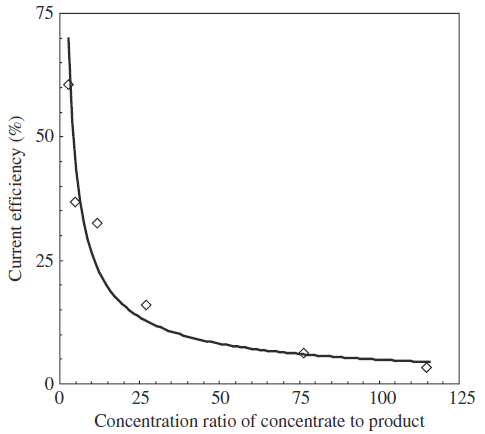 75
50
25
0
Current efficiency (%)
0 25 50 75 100 125
Concentration ratio of concentrate to product